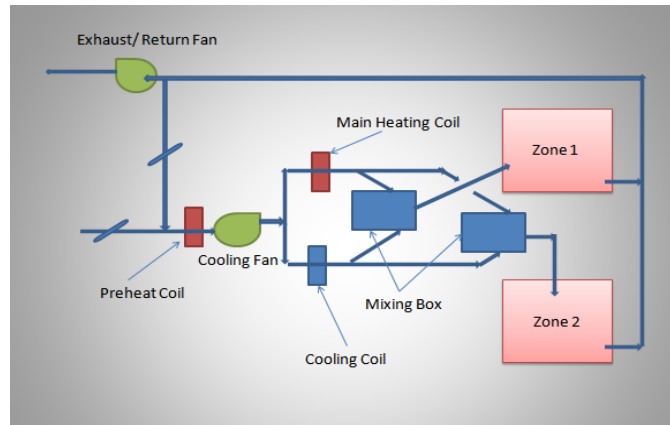 Exhaust/ Return Fan
Main Heating Coil
Zone 1
Cooling Fan
Preheat Coil
Mixing Box
Zone 2
Cooling Coil